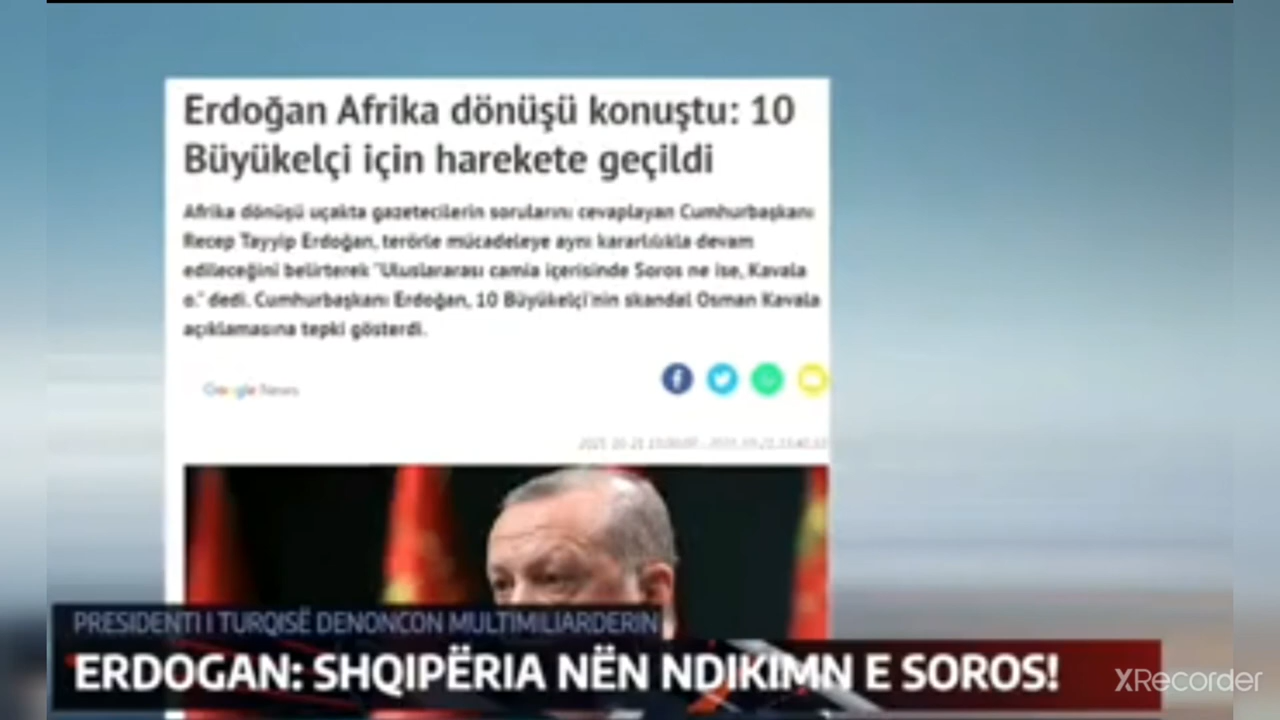 Erdoğan Afrika dönüşü konuştu: 10
Büyükelçi için harekete geçildi
Afrika dönüşü uçakta gazetecilerin sorularını cevaplayan Cumhurbaşkanı
Recep Tayyip Erdoğan, terörle mücadeleye aynı kararlılıkla devam
edileceğini belirterek "Uluslararası camia içerisinde Soros ne ise, Kavala
o." dedi. Cumhurbaşkanı Erdoğan, 10 Büyükelçi'nin skandal Osman Kavala
açıklamasına tepki gösterdi.
Google News
PRESIDENTI I TURQISË DENONCON MULTIMILIARDERIN
ERDOGAN: SHQIPËRIA NËN NDIKIMN E SOROS!
XRecorder